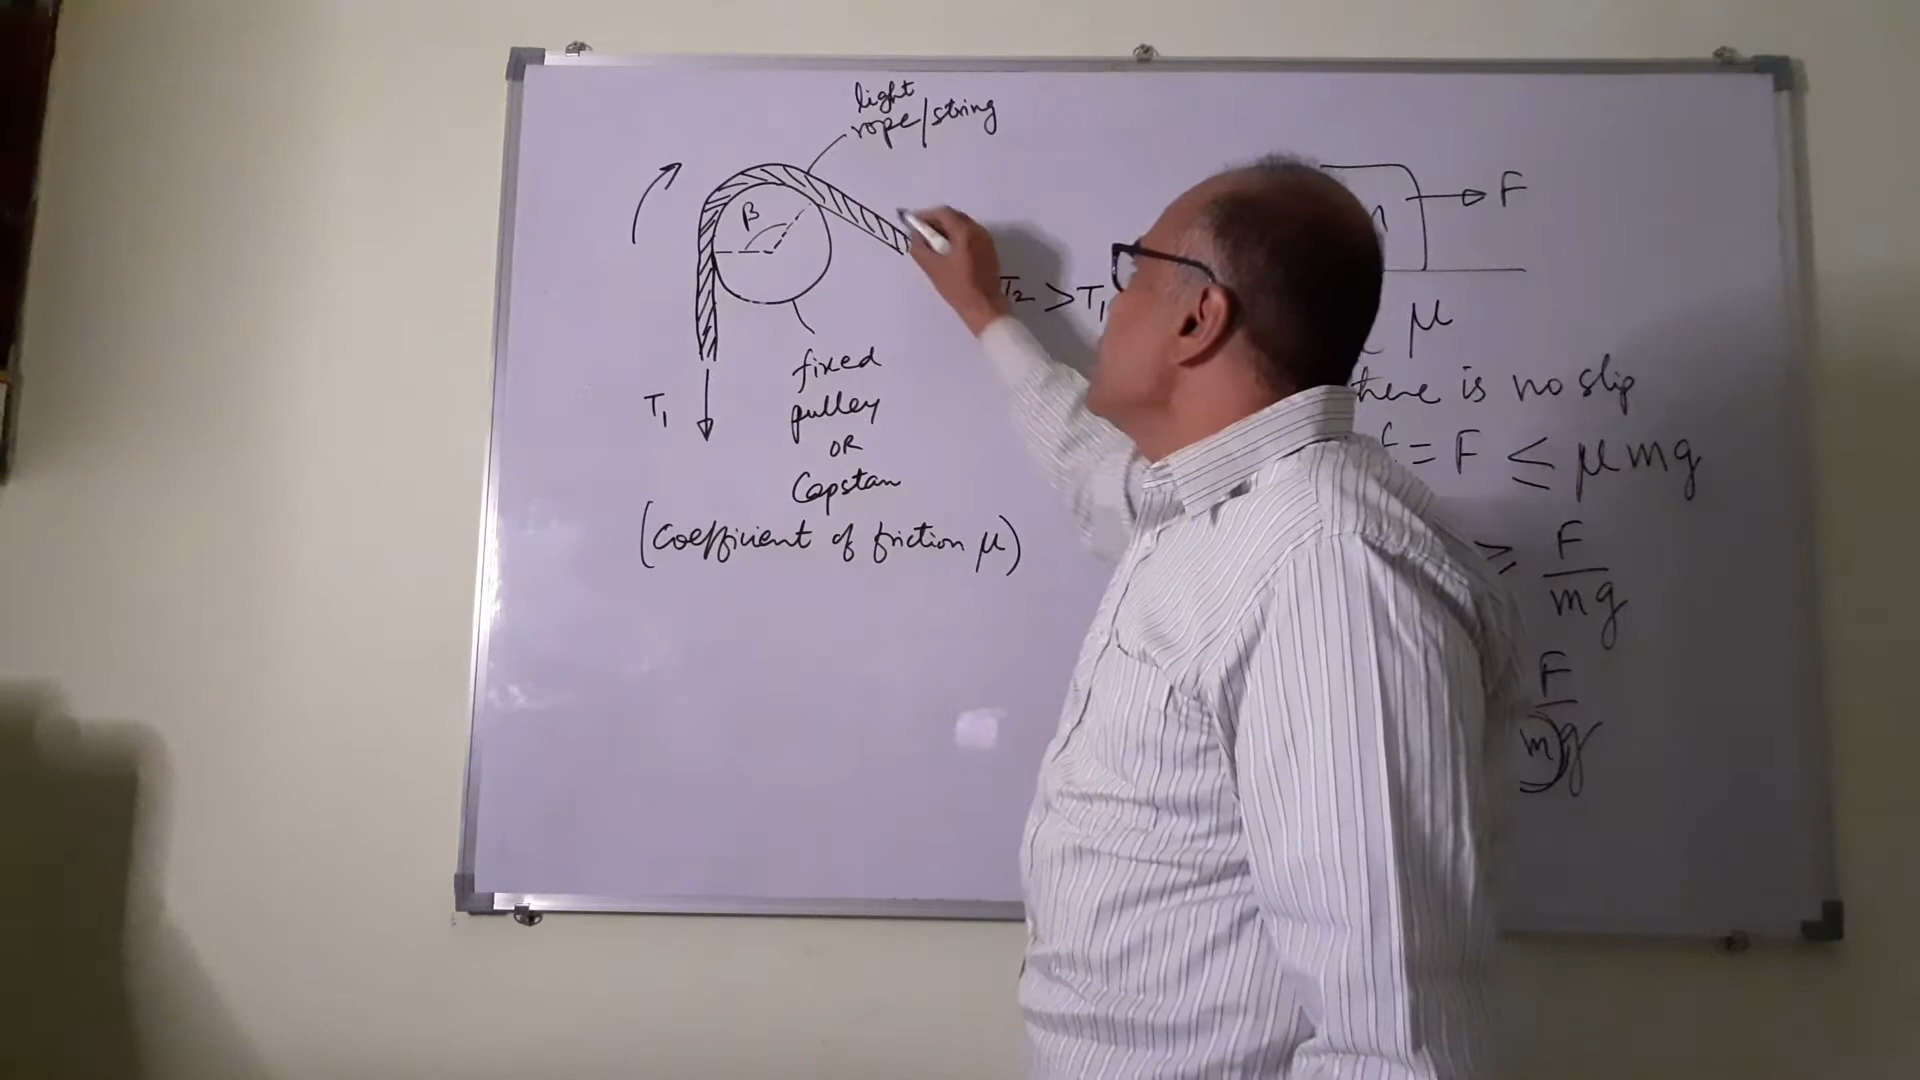 light
rope/string
β
T₁
fixed
pulley
OR
Capstan
(Coefficient of friction μ)
T₂ > T₁
F
μ
there is no slip
= F ≤ μmg
≥ F/mg
F/mg